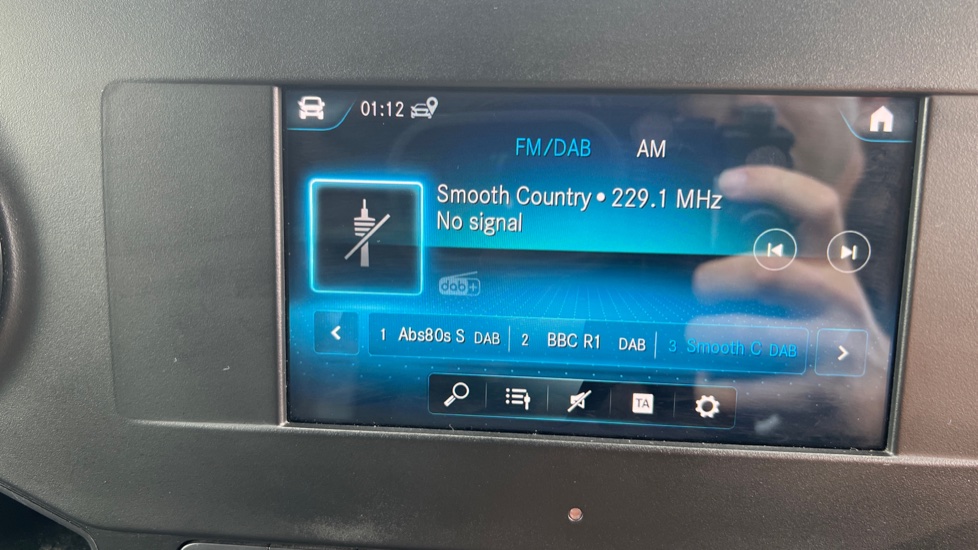 01:12
FM/DAB AM
Smooth Country • 229.1 MHz
No signal
dab+
1 Abs80s S DAB 2 BBC R1 DAB 3 Smooth C DAB
TA